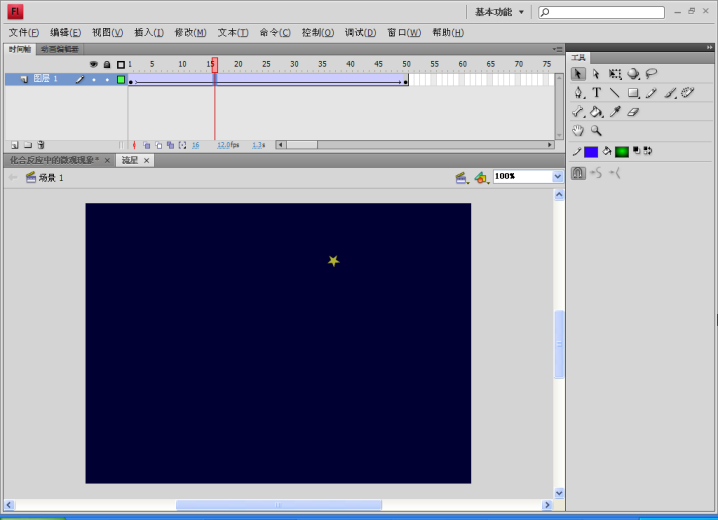 Fl
基本功能
文件(F) 编辑(E) 视图(V) 插入(I) 修改(M) 文本(T) 命令(C) 控制(O) 调试(D) 窗口(W) 帮助(H)
时间轴 动画编辑器
1 5 10 15 20 25 30 35 40 45 50 55 60 65 70 75
图层 1
16 12.0fps 1.3s
化合反应中的微观现象* × 流星 ×
场景 1
100%
工具
T